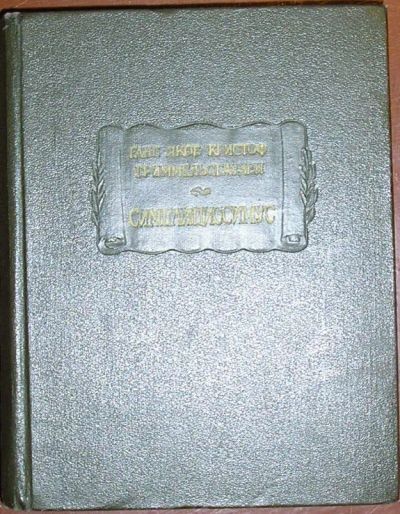 ГАНС ЯКОБ КРИСТОФ
ГРИММЕЛЬСГАУЗЕН
СИМПЛИЦИССИМУС